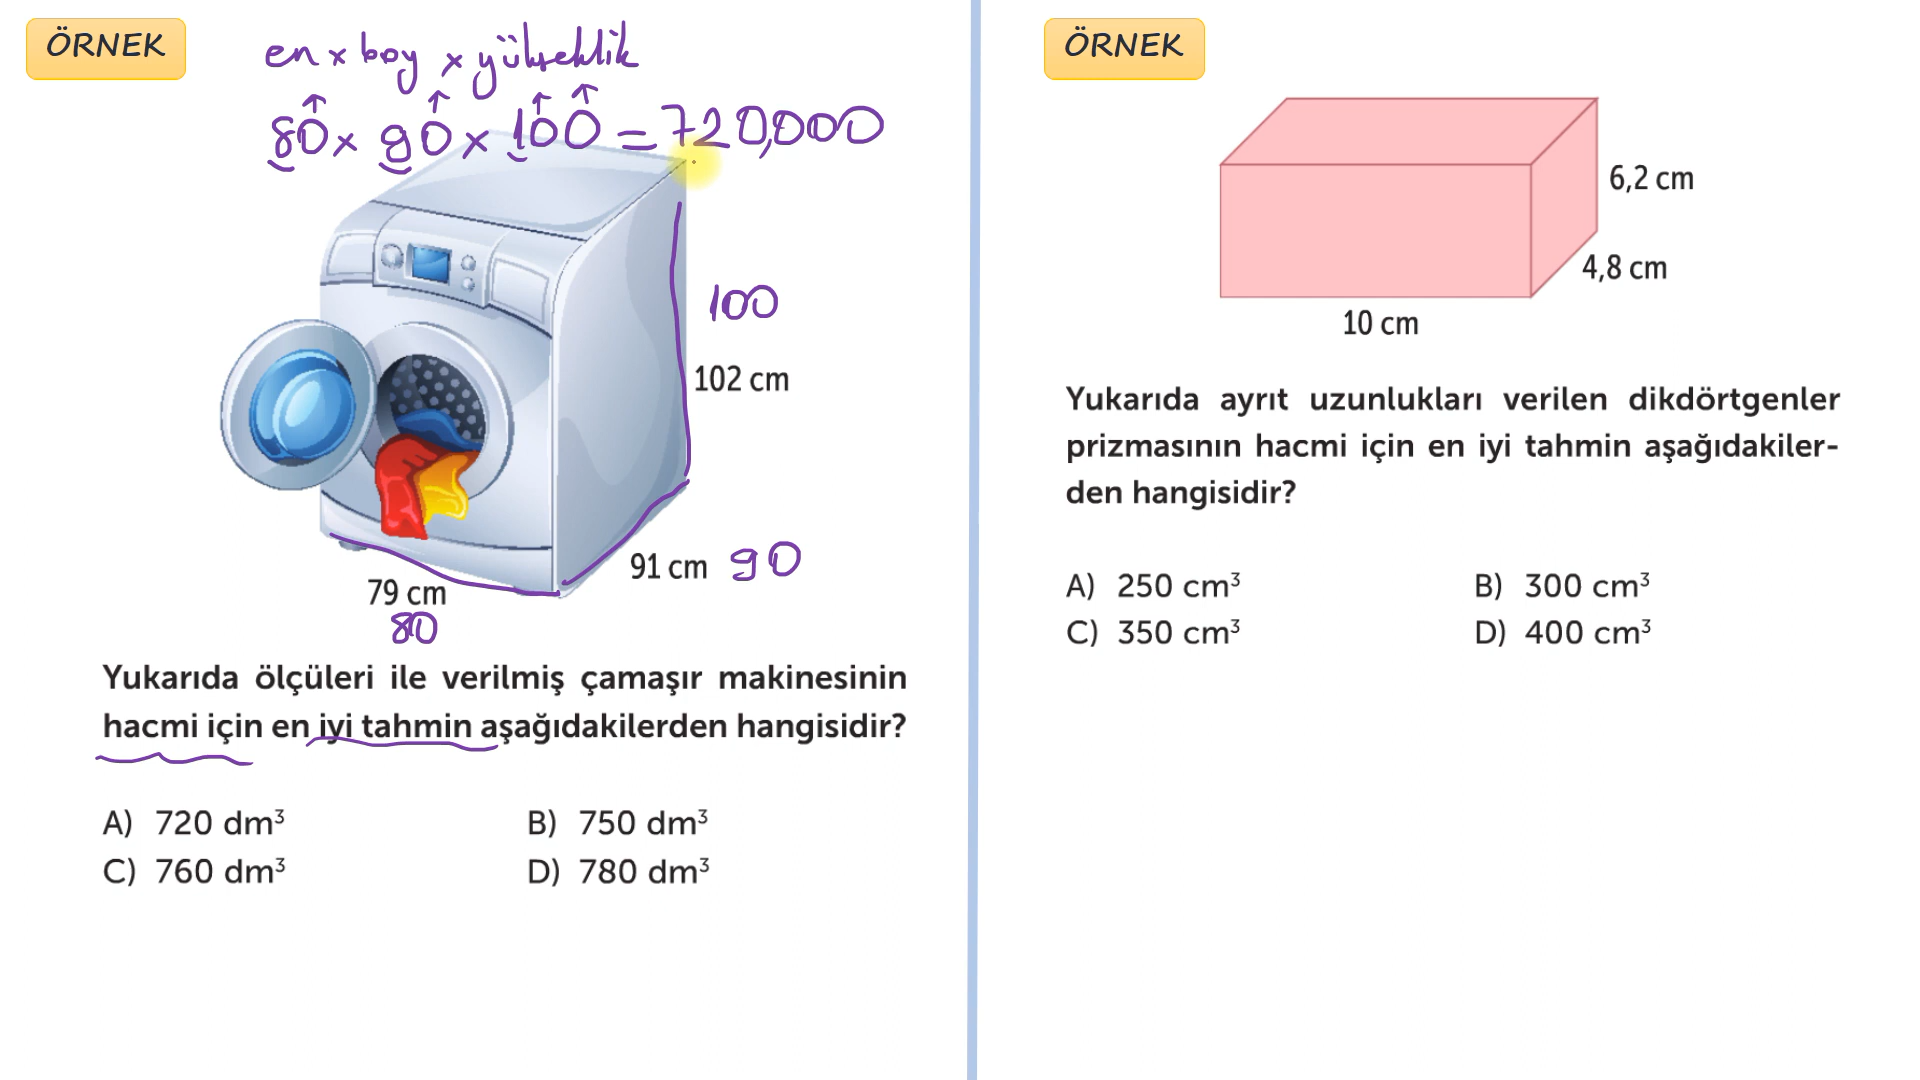 ÖRNEK
en x boy x yükseklik
80 x 90 x 100 = 720,000
100
102 cm
91 cm 90
79 cm
80
Yukarıda ölçüleri ile verilmiş çamaşır makinesinin
hacmi için en iyi tahmin aşağıdakilerden hangisidir?
A) 720 dm³ B) 750 dm³
C) 760 dm³ D) 780 dm³
ÖRNEK
6,2 cm
4,8 cm
10 cm
Yukarıda ayrıt uzunlukları verilen dikdörtgenler
prizmasının hacmi için en iyi tahmin aşağıdakiler-
den hangisidir?
A) 250 cm³ B) 300 cm³
C) 350 cm³ D) 400 cm³